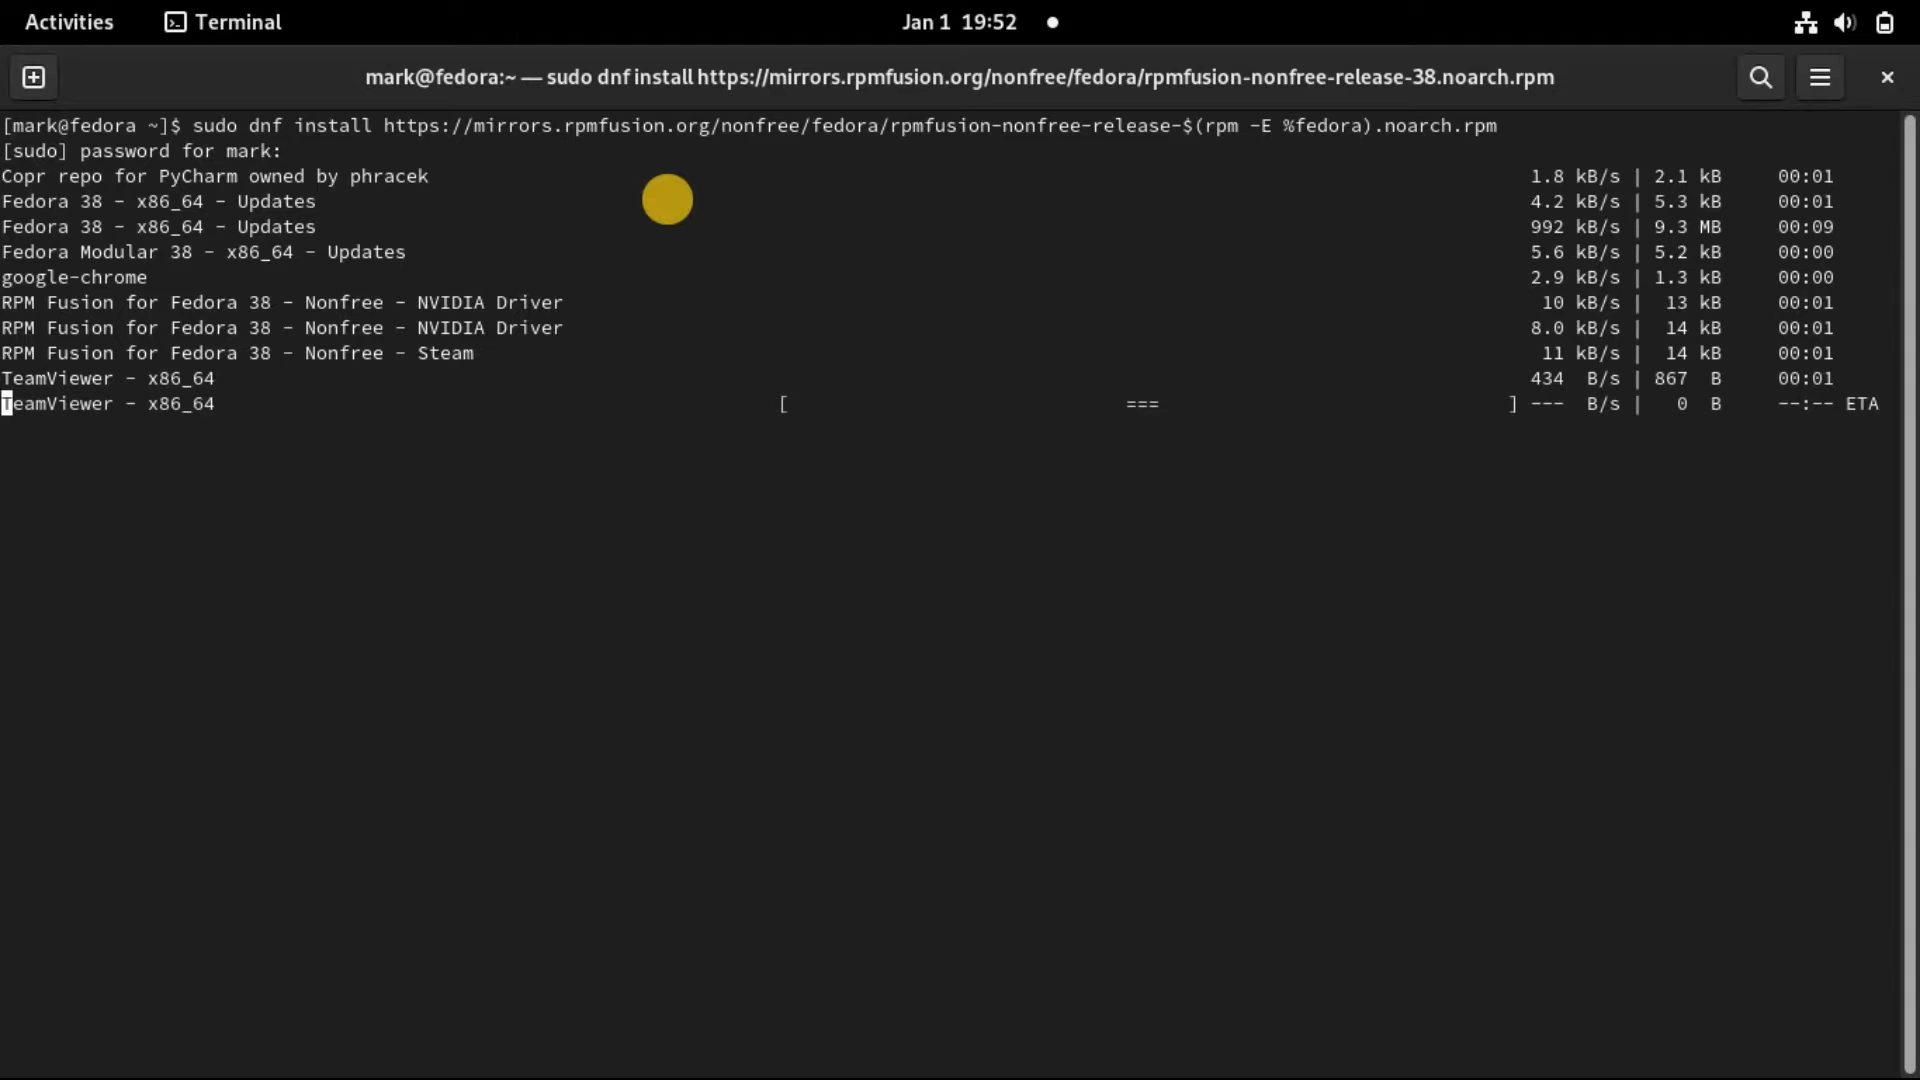 Activities Terminal Jan 1 19:52
mark@fedora:~ — sudo dnf install https://mirrors.rpmfusion.org/nonfree/fedora/rpmfusion-nonfree-release-38.noarch.rpm
[mark@fedora ~]$ sudo dnf install https://mirrors.rpmfusion.org/nonfree/fedora/rpmfusion-nonfree-release-$(rpm -E %fedora).noarch.rpm
[sudo] password for mark:
Copr repo for PyCharm owned by phracek 1.8 kB/s | 2.1 kB 00:01
Fedora 38 - x86_64 - Updates 4.2 kB/s | 5.3 kB 00:01
Fedora 38 - x86_64 - Updates 992 kB/s | 9.3 MB 00:09
Fedora Modular 38 - x86_64 - Updates 5.6 kB/s | 5.2 kB 00:00
google-chrome 2.9 kB/s | 1.3 kB 00:00
RPM Fusion for Fedora 38 - Nonfree - NVIDIA Driver 10 kB/s | 13 kB 00:01
RPM Fusion for Fedora 38 - Nonfree - NVIDIA Driver 8.0 kB/s | 14 kB 00:01
RPM Fusion for Fedora 38 - Nonfree - Steam 11 kB/s | 14 kB 00:01
TeamViewer - x86_64 434 B/s | 867 B 00:01
TeamViewer - x86_64 [ === ] --- B/s | 0 B --:-- ETA